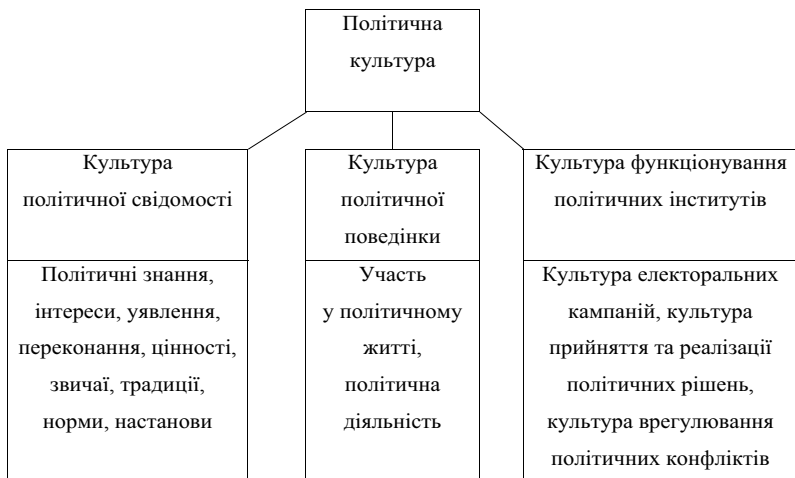 Політична
культура
Культура
політичної свідомості
Культура
політичної
поведінки
Культура функціонування
політичних інститутів
Політичні знання,
інтереси, уявлення,
переконання, цінності,
звичаї, традиції,
норми, настанови
Участь
у політичному
житті,
політична
діяльність
Культура електоральних
кампаній, культура
прийняття та реалізації
політичних рішень,
культура врегулювання
політичних конфліктів